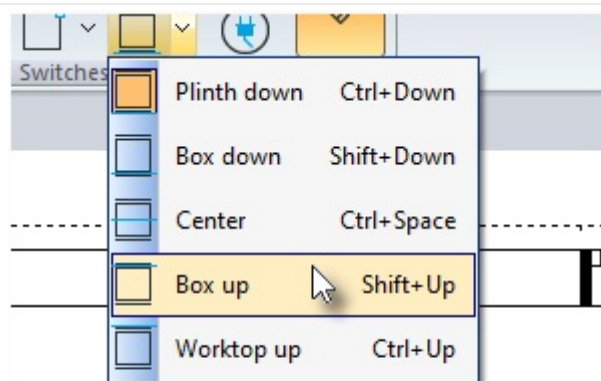 Switches
Plinth down Ctrl+Down
Box down Shift+Down
Center Ctrl+Space
Box up Shift+Up
Worktop up Ctrl+Up